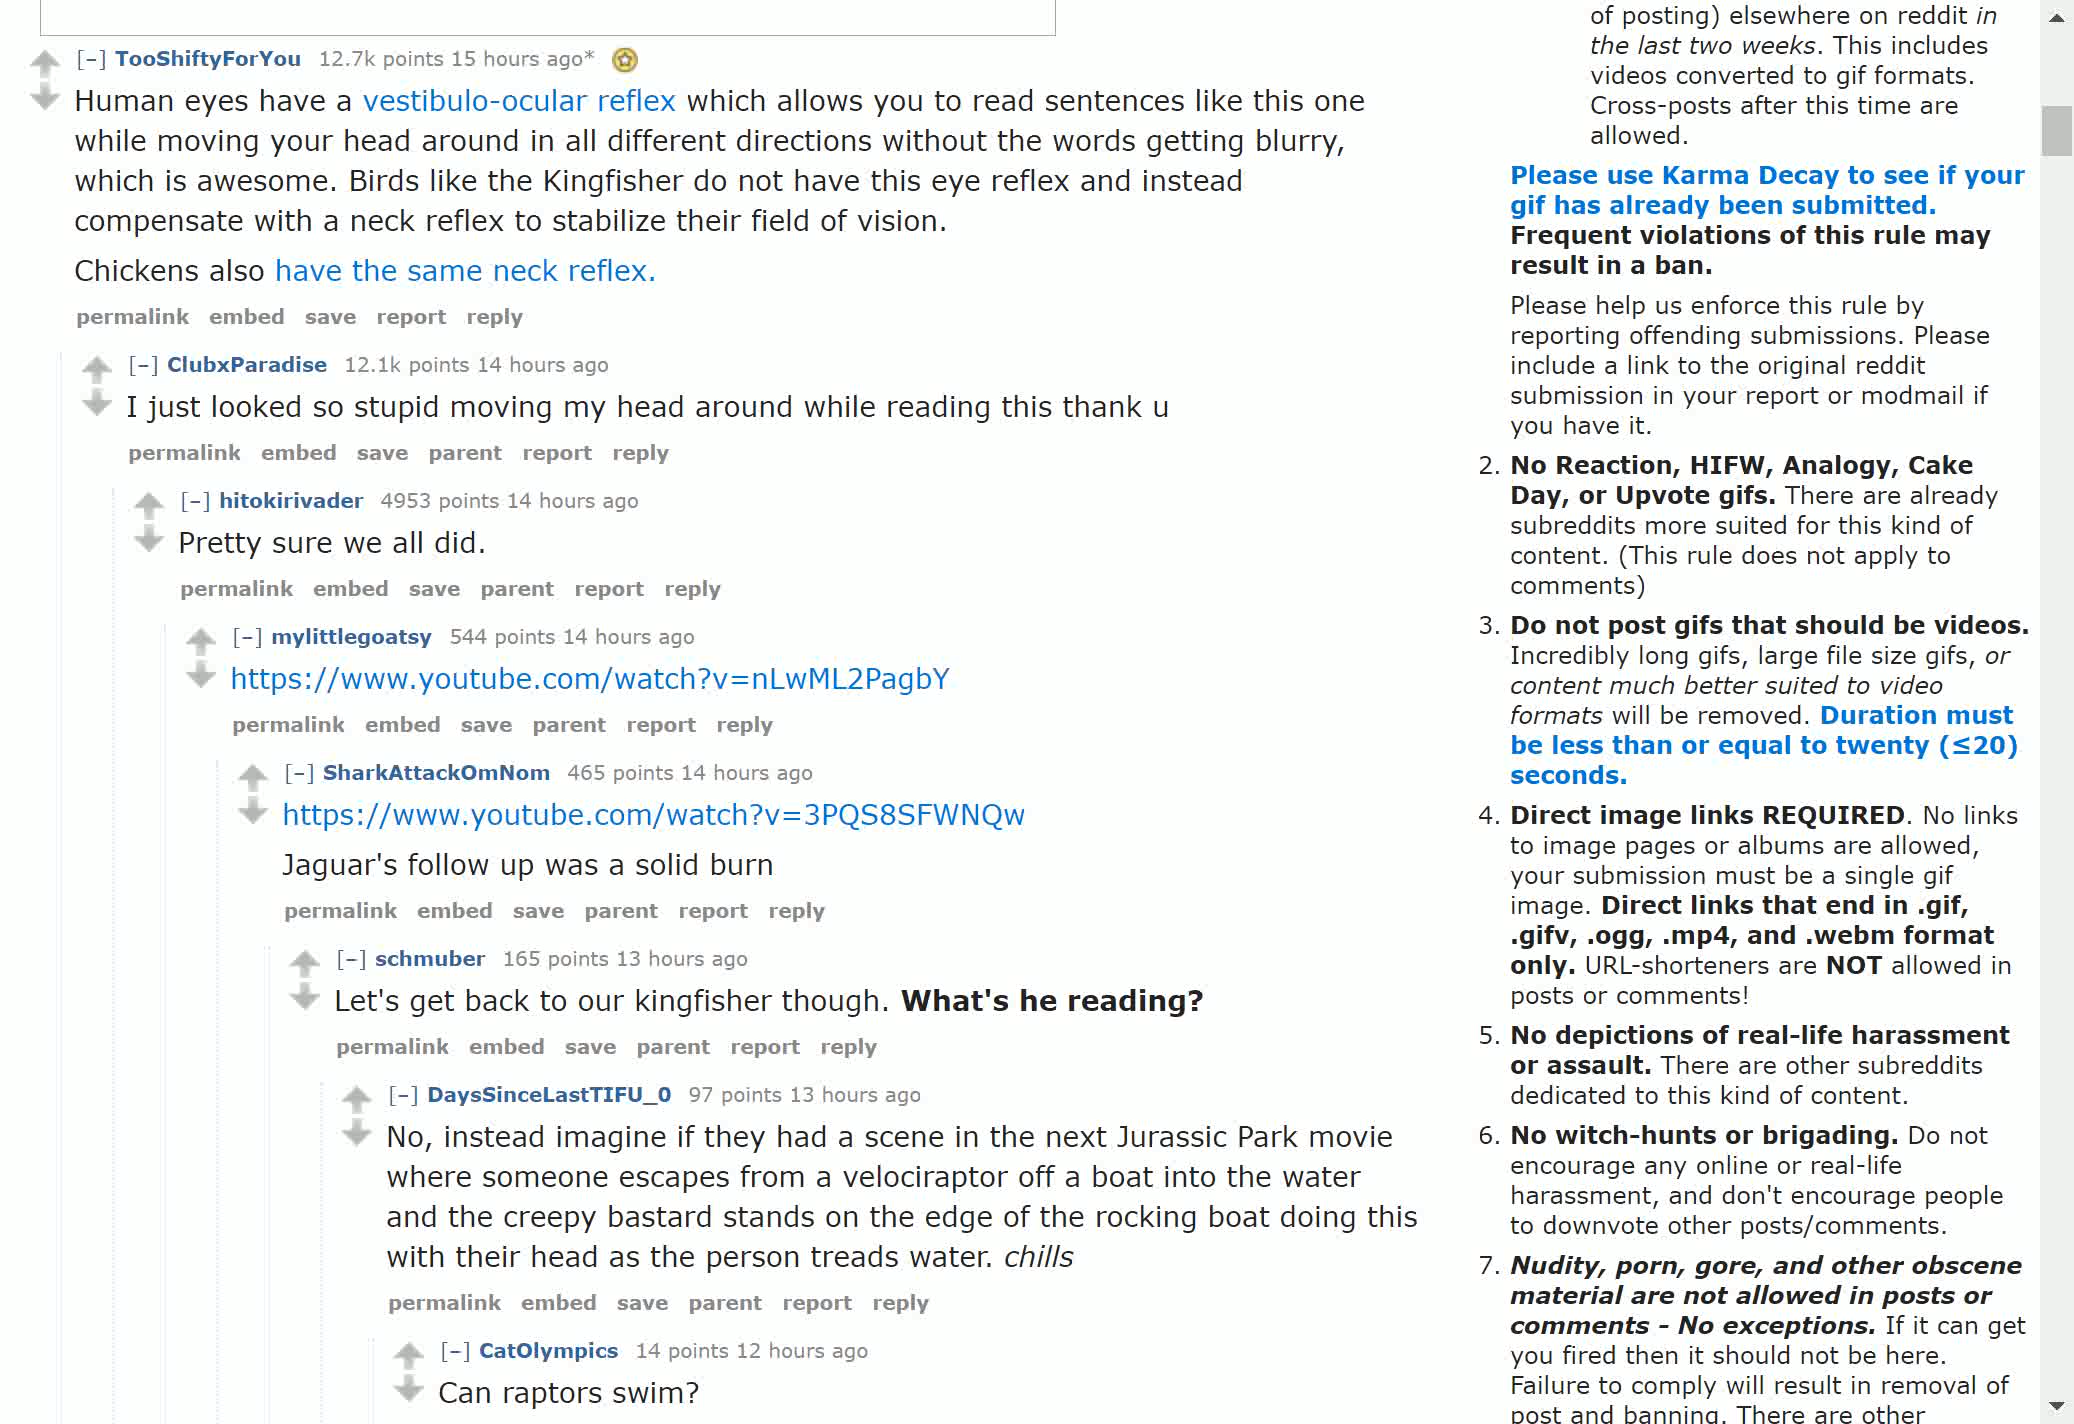 [–] TooShiftyForYou 12.7k points 15 hours ago*
Human eyes have a vestibulo-ocular reflex which allows you to read sentences like this one
while moving your head around in all different directions without the words getting blurry,
which is awesome. Birds like the Kingfisher do not have this eye reflex and instead
compensate with a neck reflex to stabilize their field of vision.
Chickens also have the same neck reflex.
permalink embed save report reply
[–] ClubxParadise 12.1k points 14 hours ago
I just looked so stupid moving my head around while reading this thank u
permalink embed save parent report reply
[–] hitokirivader 4953 points 14 hours ago
Pretty sure we all did.
permalink embed save parent report reply
[–] mylittlegoatsy 544 points 14 hours ago
https://www.youtube.com/watch?v=nLwML2PagbY
permalink embed save parent report reply
[–] SharkAttackOmNom 465 points 14 hours ago
https://www.youtube.com/watch?v=3PQS8SFWNQw
Jaguar's follow up was a solid burn
permalink embed save parent report reply
[–] schmuber 165 points 13 hours ago
Let's get back to our kingfisher though. What's he reading?
permalink embed save parent report reply
[–] DaysSinceLastTIFU_0 97 points 13 hours ago
No, instead imagine if they had a scene in the next Jurassic Park movie
where someone escapes from a velociraptor off a boat into the water
and the creepy bastard stands on the edge of the rocking boat doing this
with their head as the person treads water. chills
permalink embed save parent report reply
[–] CatOlympics 14 points 12 hours ago
Can raptors swim?
of posting) elsewhere on reddit in
the last two weeks. This includes
videos converted to gif formats.
Cross-posts after this time are
allowed.
Please use Karma Decay to see if your
gif has already been submitted.
Frequent violations of this rule may
result in a ban.
Please help us enforce this rule by
reporting offending submissions. Please
include a link to the original reddit
submission in your report or modmail if
you have it.
2. No Reaction, HIFW, Analogy, Cake
Day, or Upvote gifs. There are already
subreddits more suited for this kind of
content. (This rule does not apply to
comments)
3. Do not post gifs that should be videos.
Incredibly long gifs, large file size gifs, or
content much better suited to video
formats will be removed. Duration must
be less than or equal to twenty (≤20)
seconds.
4. Direct image links REQUIRED. No links
to image pages or albums are allowed,
your submission must be a single gif
image. Direct links that end in .gif,
.gifv, .ogg, .mp4, and .webm format
only. URL-shorteners are NOT allowed in
posts or comments!
5. No depictions of real-life harassment
or assault. There are other subreddits
dedicated to this kind of content.
6. No witch-hunts or brigading. Do not
encourage any online or real-life
harassment, and don't encourage people
to downvote other posts/comments.
7. Nudity, porn, gore, and other obscene
material are not allowed in posts or
comments - No exceptions. If it can get
you fired then it should not be here.
Failure to comply will result in removal of
post and banning. There are other